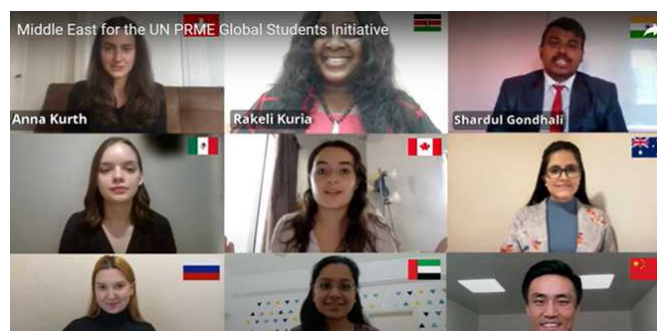 Middle East for the UN PRME Global Students Initiative
Anna Kurth
Rakeli Kuria
Shardul Gondhali